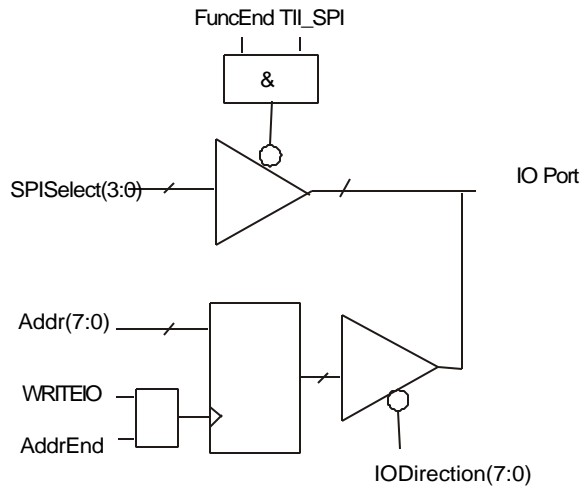 FuncEnd TII_SPI
&
SPISelect(3:0)
IO Port
Addr(7:0)
WRITEIO
AddrEnd
IODirection(7:0)